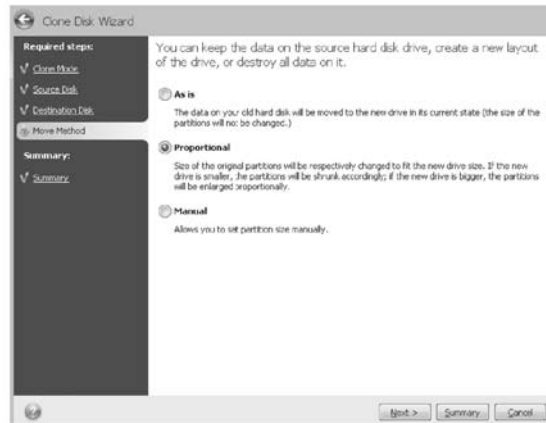 Clone Disk Wizard
Required steps:
Clone Mode
Source Disk
Destination Disk
Move Method
Summary:
Summary
You can keep the data on the source hard disk drive, create a new layout
of the drive, or destroy all data on it.
As is
The data on your old hard disk will be moved to the new drive in its current state (the size of the
partitions will not be changed.)
Proportional
Size of the original partitions will be respectively changed to fit the new drive size. If the new
drive is smaller, the partitions will be shrunk accordingly; if the new drive is bigger, the partitions
will be enlarged proportionally.
Manual
Allows you to set partition size manually.
Next >
Summary
Cancel